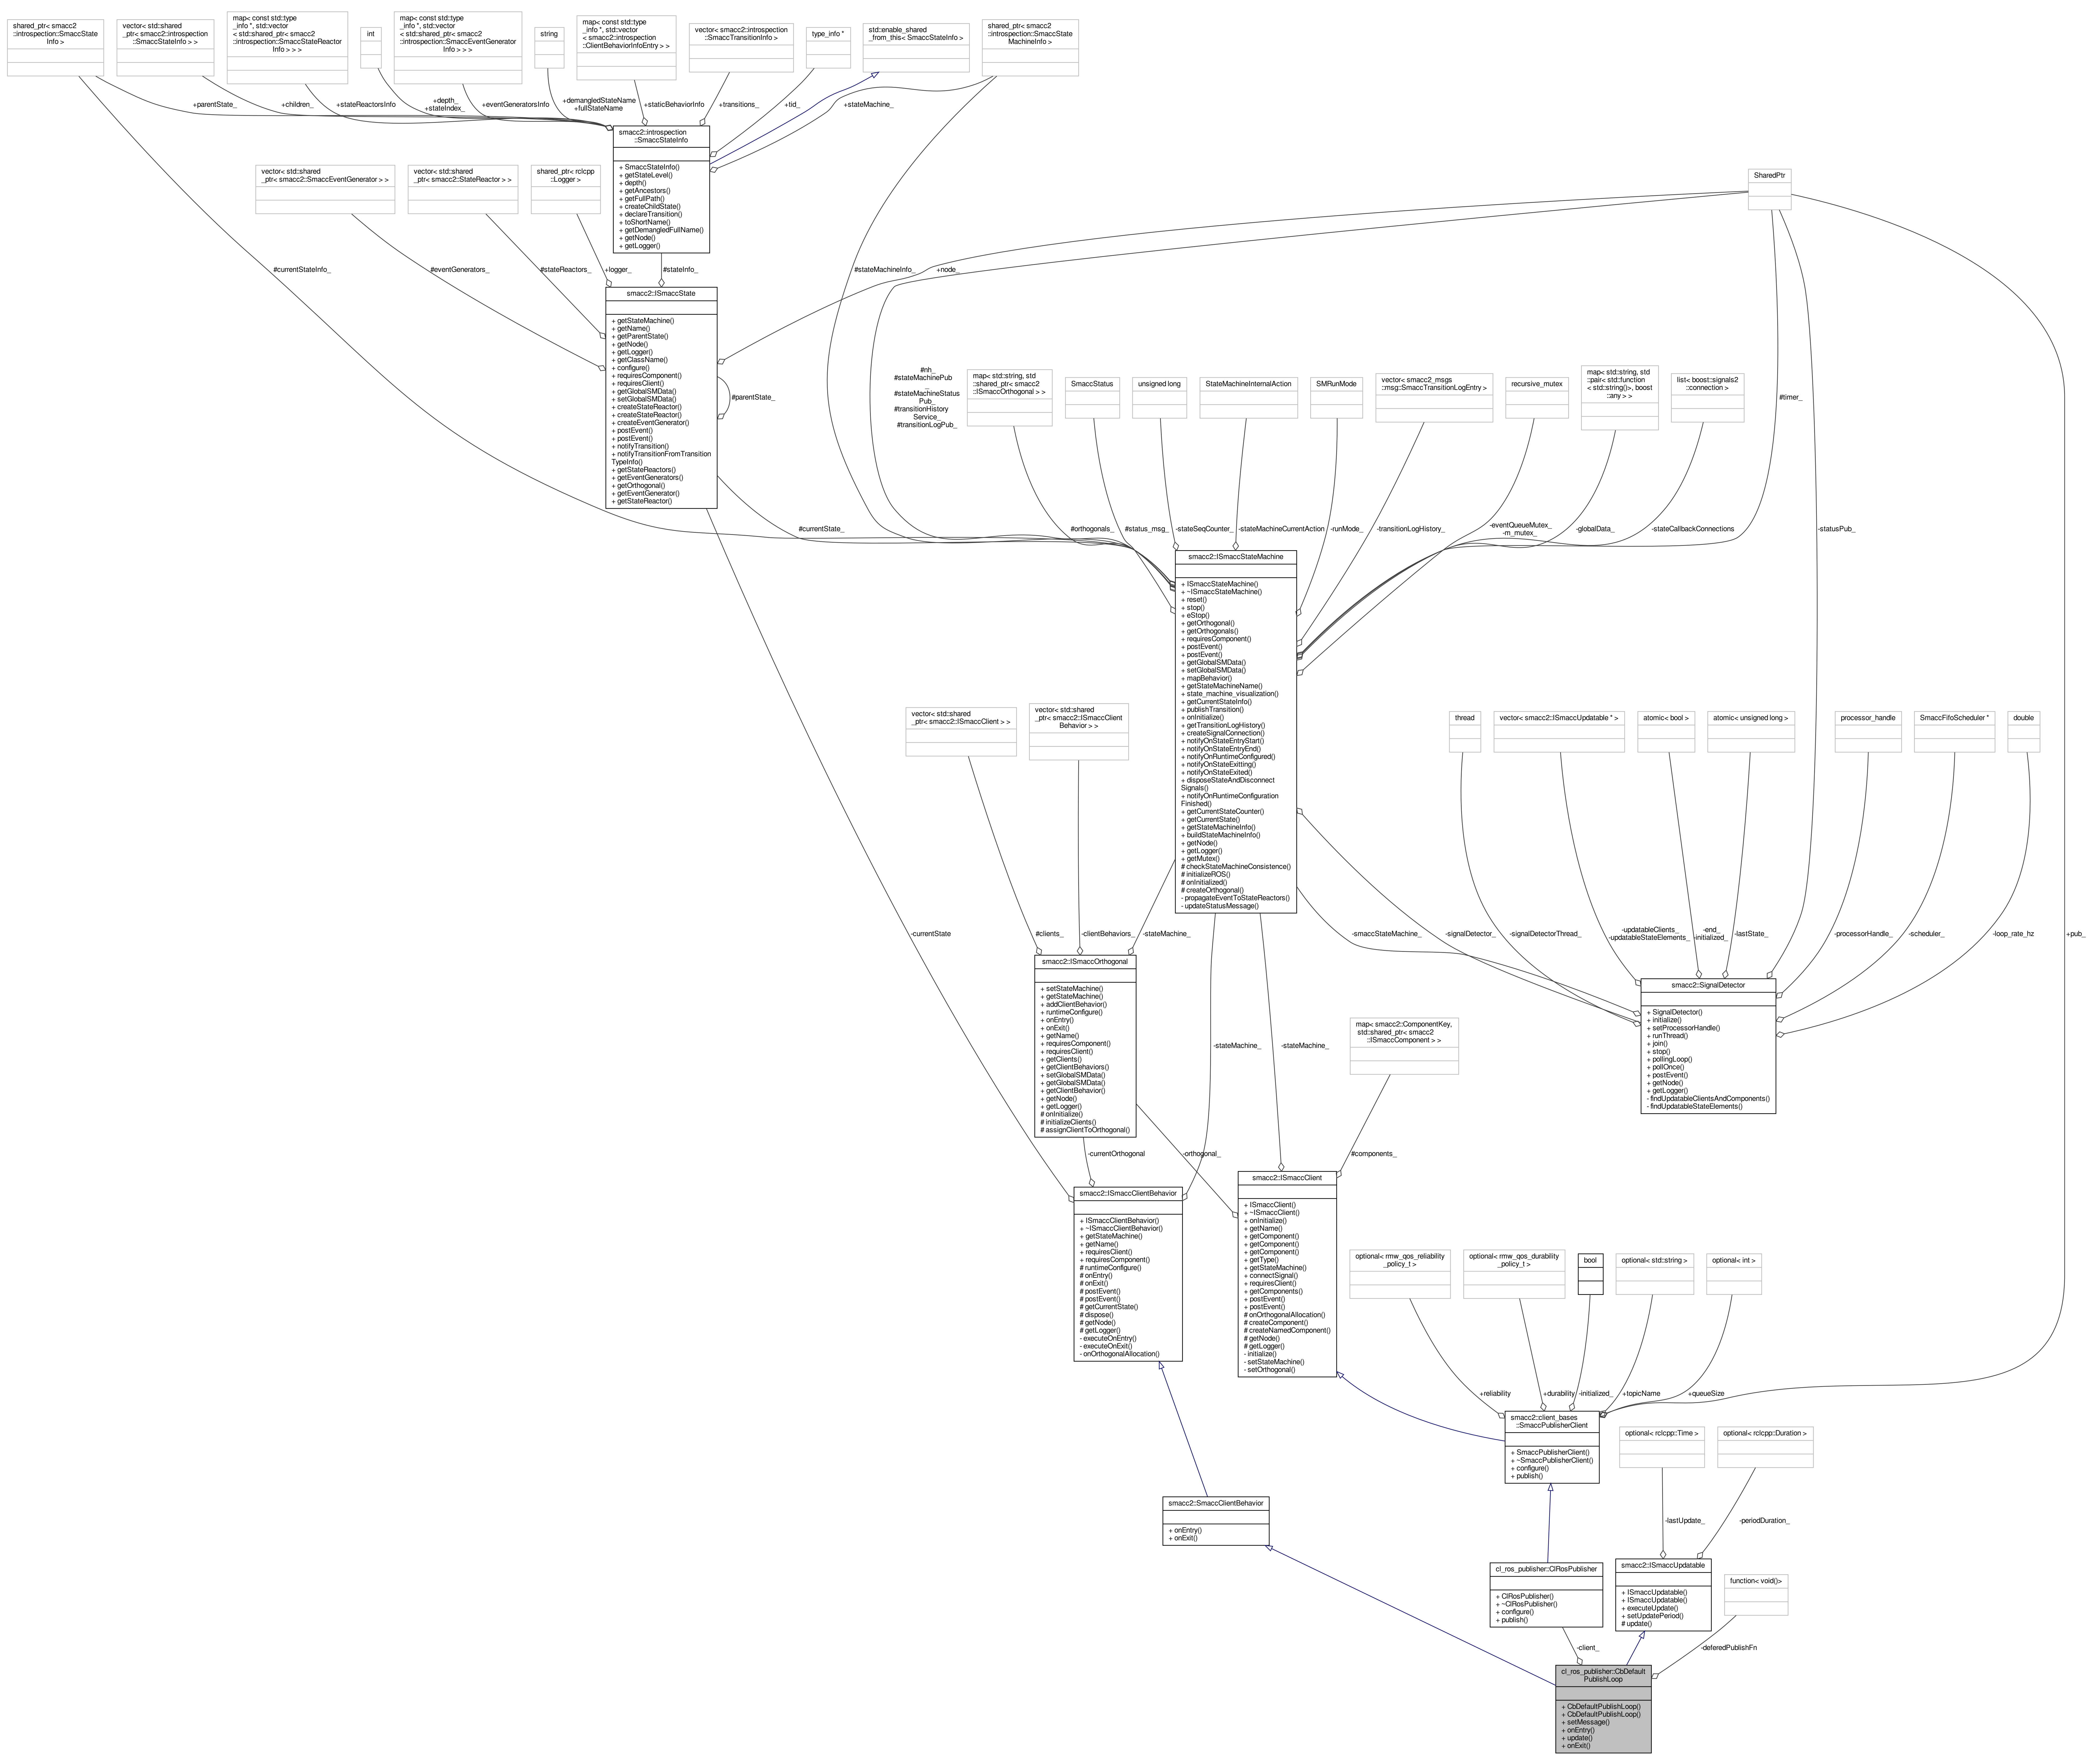 shared_ptr< smacc2
::introspection::SmaccState
Info >
vector< std::shared
_ptr< smacc2::introspection
::SmaccStateInfo > >
map< const std::type
_info *, std::vector
< std::shared_ptr< smacc2
::introspection::SmaccStateReactor
Info > > >
int
map< const std::type
_info *, std::vector
< std::shared_ptr< smacc2
::introspection::SmaccEventGenerator
Info > > >
string
map< const std::type
_info *, std::vector
< smacc2::introspection
::ClientBehaviorInfoEntry > >
vector< smacc2::introspection
::SmaccTransitionInfo >
type_info *
std::enable_shared
_from_this< SmaccStateInfo >
shared_ptr< smacc2
::introspection::SmaccState
MachineInfo >
+parentState_
+children_
+stateReactorsInfo
+depth_
+stateIndex_
+eventGeneratorsInfo
+demangledStateName
+fullStateName
+staticBehaviorInfo
+transitions_
+tid_
+stateMachine_
smacc2::introspection
::SmaccStateInfo
+ SmaccStateInfo()
+ getStateLevel()
+ depth()
+ getAncestors()
+ getFullPath()
+ createChildState()
+ declareTransition()
+ toShortName()
+ getDemangledFullName()
+ getNode()
+ getLogger()
vector< std::shared
_ptr< smacc2::SmaccEventGenerator > >
vector< std::shared
_ptr< smacc2::StateReactor > >
shared_ptr< rclcpp
::Logger >
SharedPtr
#currentStateInfo_
#eventGenerators_
#stateReactors_
+logger_
#stateInfo_
#stateMachineInfo_
+node_
smacc2::ISmaccState
+ getStateMachine()
+ getName()
+ getParentState()
+ getNode()
+ getLogger()
+ getClassName()
+ configure()
+ requiresComponent()
+ requiresClient()
+ getGlobalSMData()
+ setGlobalSMData()
+ createStateReactor()
+ createStateReactor()
+ createEventGenerator()
+ postEvent()
+ postEvent()
+ notifyTransition()
+ notifyTransitionFromTransition
TypeInfo()
+ getStateReactors()
+ getEventGenerators()
+ getOrthogonal()
+ getEventGenerator()
+ getStateReactor()
#parentState_
#nh_
#stateMachinePub
_
#stateMachineStatus
Pub_
#transitionHistory
Service_
#transitionLogPub_
map< std::string, std
::shared_ptr< smacc2
::ISmaccOrthogonal > >
SmaccStatus
unsigned long
StateMachineInternalAction
SMRunMode
vector< smacc2_msgs
::msg::SmaccTransitionLogEntry >
recursive_mutex
map< std::string, std
::pair< std::function
< std::string()>, boost
::any > >
list< boost::signals2
::connection >
#timer_
#currentState_
#orthogonals_
#status_msg_
-stateSeqCounter_
-stateMachineCurrentAction
-runMode_
-transitionLogHistory_
-eventQueueMutex_
-m_mutex_
-globalData_
-stateCallbackConnections
-statusPub_
smacc2::ISmaccStateMachine
+ ISmaccStateMachine()
+ ~ISmaccStateMachine()
+ reset()
+ stop()
+ eStop()
+ getOrthogonal()
+ getOrthogonals()
+ requiresComponent()
+ postEvent()
+ postEvent()
+ getGlobalSMData()
+ setGlobalSMData()
+ mapBehavior()
+ getStateMachineName()
+ state_machine_visualization()
+ getCurrentStateInfo()
+ publishTransition()
+ onInitialize()
+ getTransitionLogHistory()
+ createSignalConnection()
+ notifyOnStateEntryStart()
+ notifyOnStateEntryEnd()
+ notifyOnRuntimeConfigured()
+ notifyOnStateExitting()
+ notifyOnStateExited()
+ disposeStateAndDisconnect
Signals()
+ notifyOnRuntimeConfiguration
Finished()
+ getCurrentStateCounter()
+ getCurrentState()
+ getStateMachineInfo()
+ buildStateMachineInfo()
+ getNode()
+ getLogger()
+ getMutex()
# checkStateMachineConsistence()
# initializeROS()
# onInitialized()
# createOrthogonal()
- propagateEventToStateReactors()
- updateStatusMessage()
vector< std::shared
_ptr< smacc2::ISmaccClient > >
vector< std::shared
_ptr< smacc2::ISmaccClient
Behavior > >
thread
vector< smacc2::ISmaccUpdatable * >
atomic< bool >
atomic< unsigned long >
processor_handle
SmaccFifoScheduler *
double
-currentState
#clients_
-clientBehaviors_
-stateMachine_
-smaccStateMachine_
-signalDetector_
-signalDetectorThread_
-updatableClients_
-updatableStateElements_
-end_
-initialized_
-lastState_
-processorHandle_
-scheduler_
-loop_rate_hz
+pub_
smacc2::ISmaccOrthogonal
+ setStateMachine()
+ getStateMachine()
+ addClientBehavior()
+ runtimeConfigure()
+ onEntry()
+ onExit()
+ getName()
+ requiresComponent()
+ requiresClient()
+ getClients()
+ getClientBehaviors()
+ setGlobalSMData()
+ getGlobalSMData()
+ getClientBehavior()
+ getNode()
+ getLogger()
# onInitialize()
# initializeClients()
# assignClientToOrthogonal()
smacc2::SignalDetector
+ SignalDetector()
+ initialize()
+ setProcessorHandle()
+ runThread()
+ join()
+ stop()
+ pollingLoop()
+ pollOnce()
+ postEvent()
+ getNode()
+ getLogger()
- findUpdatableClientsAndComponents()
- findUpdatableStateElements()
-stateMachine_
-stateMachine_
map< smacc2::ComponentKey,
std::shared_ptr< smacc2
::ISmaccComponent > >
-currentOrthogonal
-orthogonal_
#components_
smacc2::ISmaccClientBehavior
+ ISmaccClientBehavior()
+ ~ISmaccClientBehavior()
+ getStateMachine()
+ getName()
+ requiresClient()
+ requiresComponent()
# runtimeConfigure()
# onEntry()
# onExit()
# postEvent()
# postEvent()
# getCurrentState()
# dispose()
# getNode()
# getLogger()
- executeOnEntry()
- executeOnExit()
- onOrthogonalAllocation()
smacc2::ISmaccClient
+ ISmaccClient()
+ ~ISmaccClient()
+ onInitialize()
+ getName()
+ getComponent()
+ getComponent()
+ getComponent()
+ getType()
+ getStateMachine()
+ connectSignal()
+ requiresClient()
+ getComponents()
+ postEvent()
+ postEvent()
# onOrthogonalAllocation()
# createComponent()
# createNamedComponent()
# getNode()
# getLogger()
- initialize()
- setStateMachine()
- setOrthogonal()
optional< rmw_qos_reliability
_policy_t >
optional< rmw_qos_durability
_policy_t >
bool
optional< std::string >
optional< int >
+reliability
+durability
-initialized_
+topicName
+queueSize
smacc2::client_bases
::SmaccPublisherClient
+ SmaccPublisherClient()
+ ~SmaccPublisherClient()
+ configure()
+ publish()
optional< rclcpp::Time >
optional< rclcpp::Duration >
smacc2::SmaccClientBehavior
+ onEntry()
+ onExit()
-lastUpdate_
-periodDuration_
cl_ros_publisher::ClRosPublisher
+ ClRosPublisher()
+ ~ClRosPublisher()
+ configure()
+ publish()
smacc2::ISmaccUpdatable
+ ISmaccUpdatable()
+ ISmaccUpdatable()
+ executeUpdate()
+ setUpdatePeriod()
# update()
function< void()>
-client_
-deferedPublishFn
cl_ros_publisher::CbDefault
PublishLoop
+ CbDefaultPublishLoop()
+ CbDefaultPublishLoop()
+ setMessage()
+ onEntry()
+ update()
+ onExit()